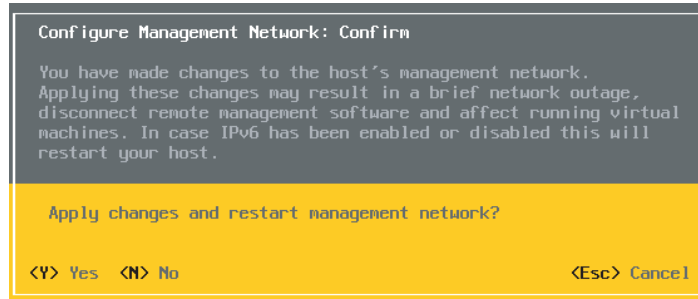 Configure Management Network: Confirm
You have made changes to the host's management network.
Applying these changes may result in a brief network outage,
disconnect remote management software and affect running virtual
machines. In case IPv6 has been enabled or disabled this will
restart your host.
Apply changes and restart management network?
<Y> Yes <N> No <Esc> Cancel